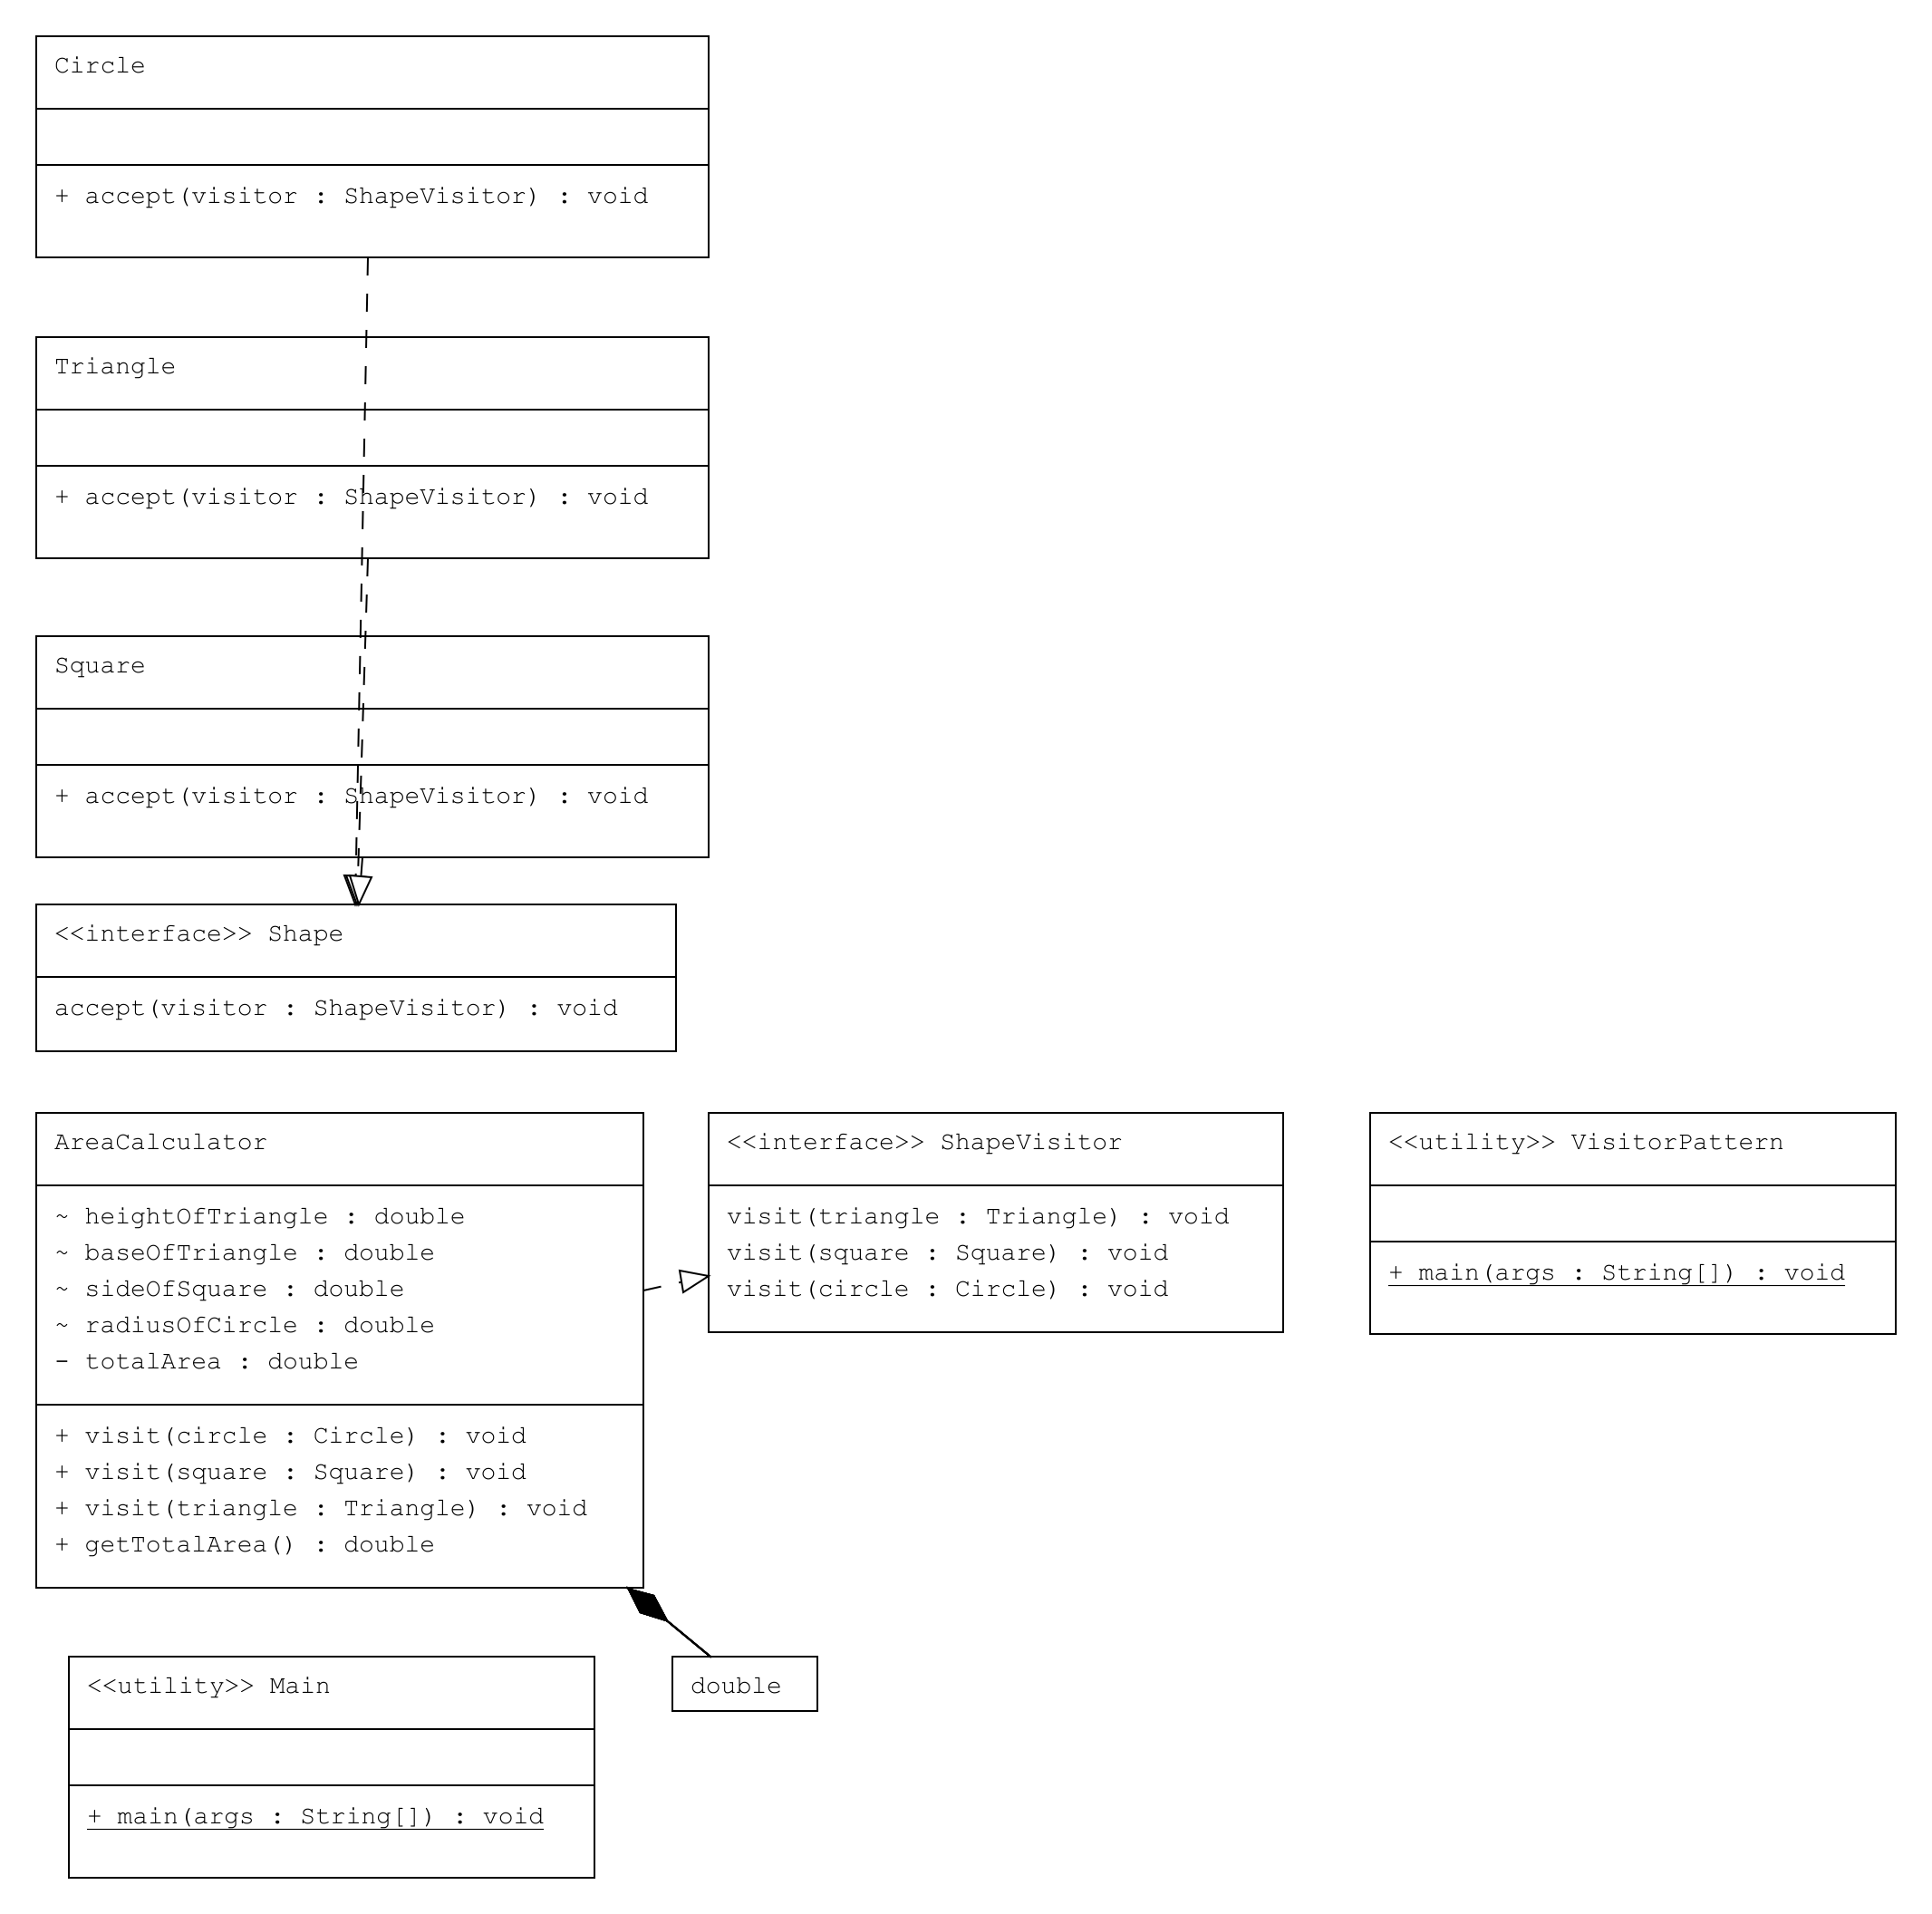 Circle
+ accept(visitor : ShapeVisitor) : void
Triangle
+ accept(visitor : ShapeVisitor) : void
Square
+ accept(visitor : ShapeVisitor) : void
<<interface>> Shape
accept(visitor : ShapeVisitor) : void
AreaCalculator
~ heightOfTriangle : double
~ baseOfTriangle : double
~ sideOfSquare : double
~ radiusOfCircle : double
- totalArea : double
+ visit(circle : Circle) : void
+ visit(square : Square) : void
+ visit(triangle : Triangle) : void
+ getTotalArea() : double
<<interface>> ShapeVisitor
visit(triangle : Triangle) : void
visit(square : Square) : void
visit(circle : Circle) : void
<<utility>> VisitorPattern
+ main(args : String[]) : void
<<utility>> Main
+ main(args : String[]) : void
double